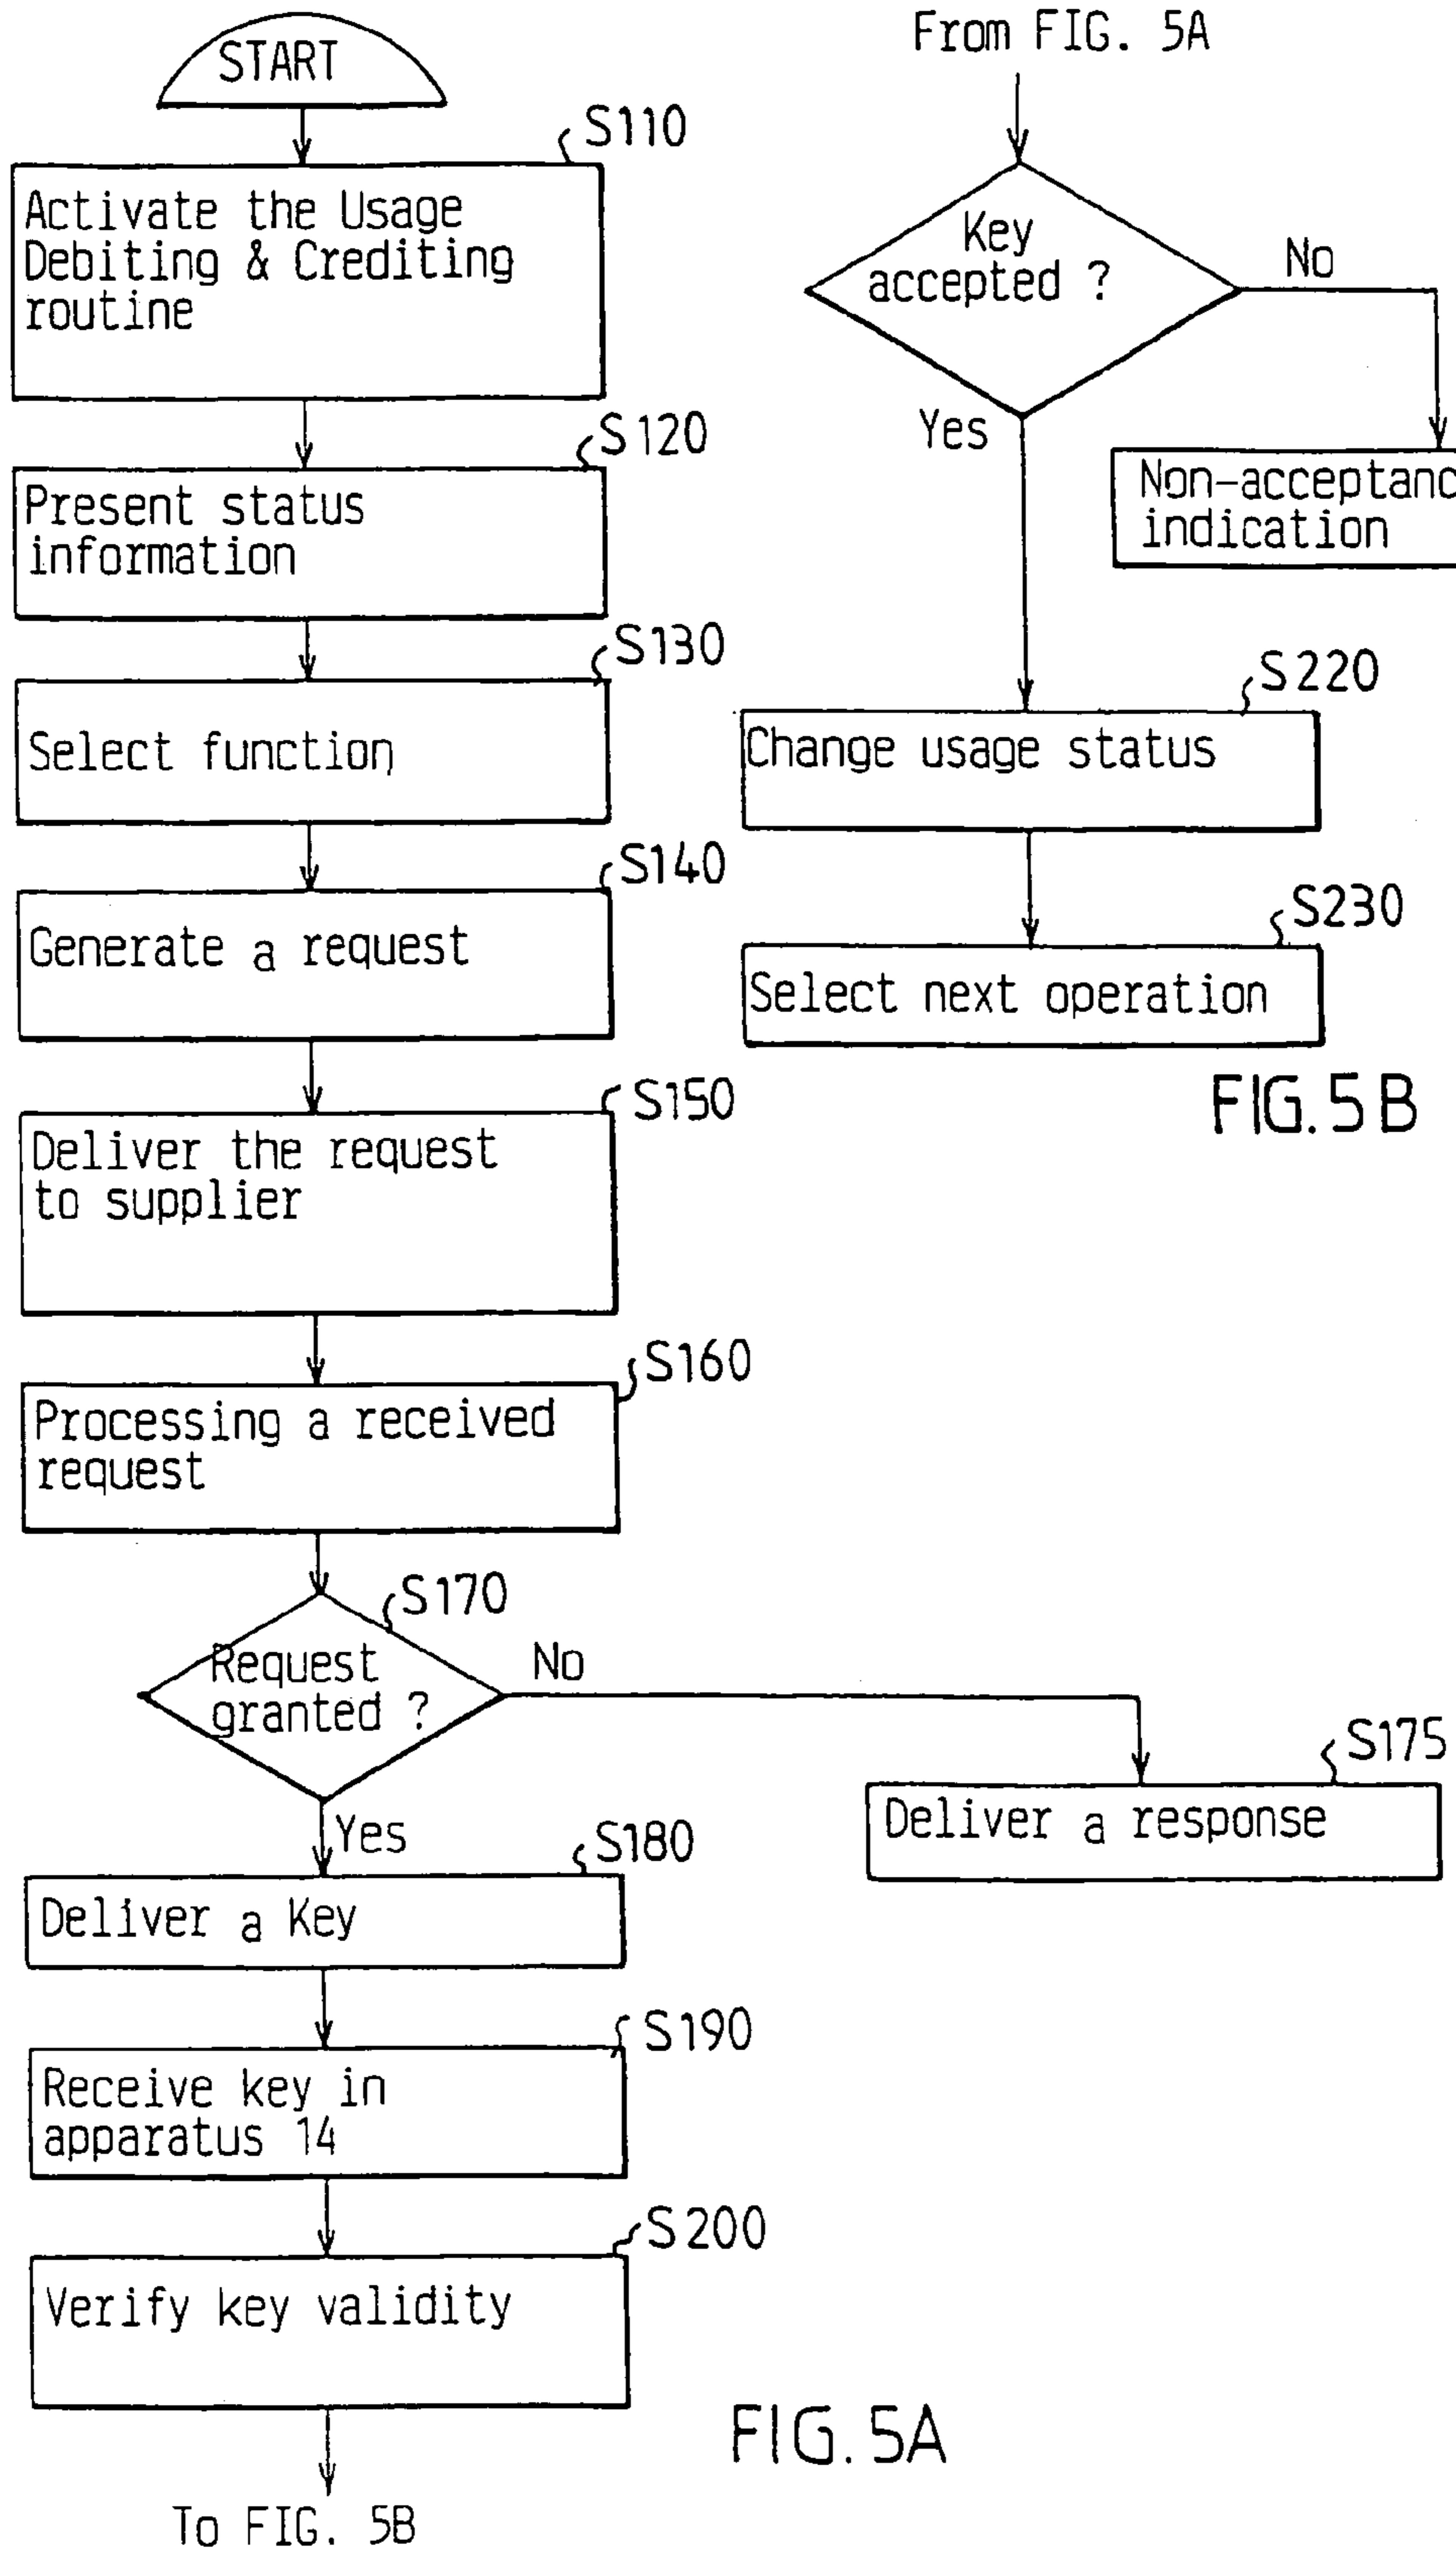 START
S110
Activate the Usage
Debiting & Crediting
routine
S120
Present status
information
S130
Select function
S140
Generate a request
S150
Deliver the request
to supplier
S160
Processing a received
request
S170
Request
granted ?
No
S175
Deliver a response
Yes
S180
Deliver a Key
S190
Receive key in
apparatus 14
S200
Verify key validity
To FIG. 5B
FIG. 5A
From FIG. 5A
Key
accepted ?
No
Non-acceptanc
indication
Yes
S220
Change usage status
S230
Select next operation
FIG. 5B